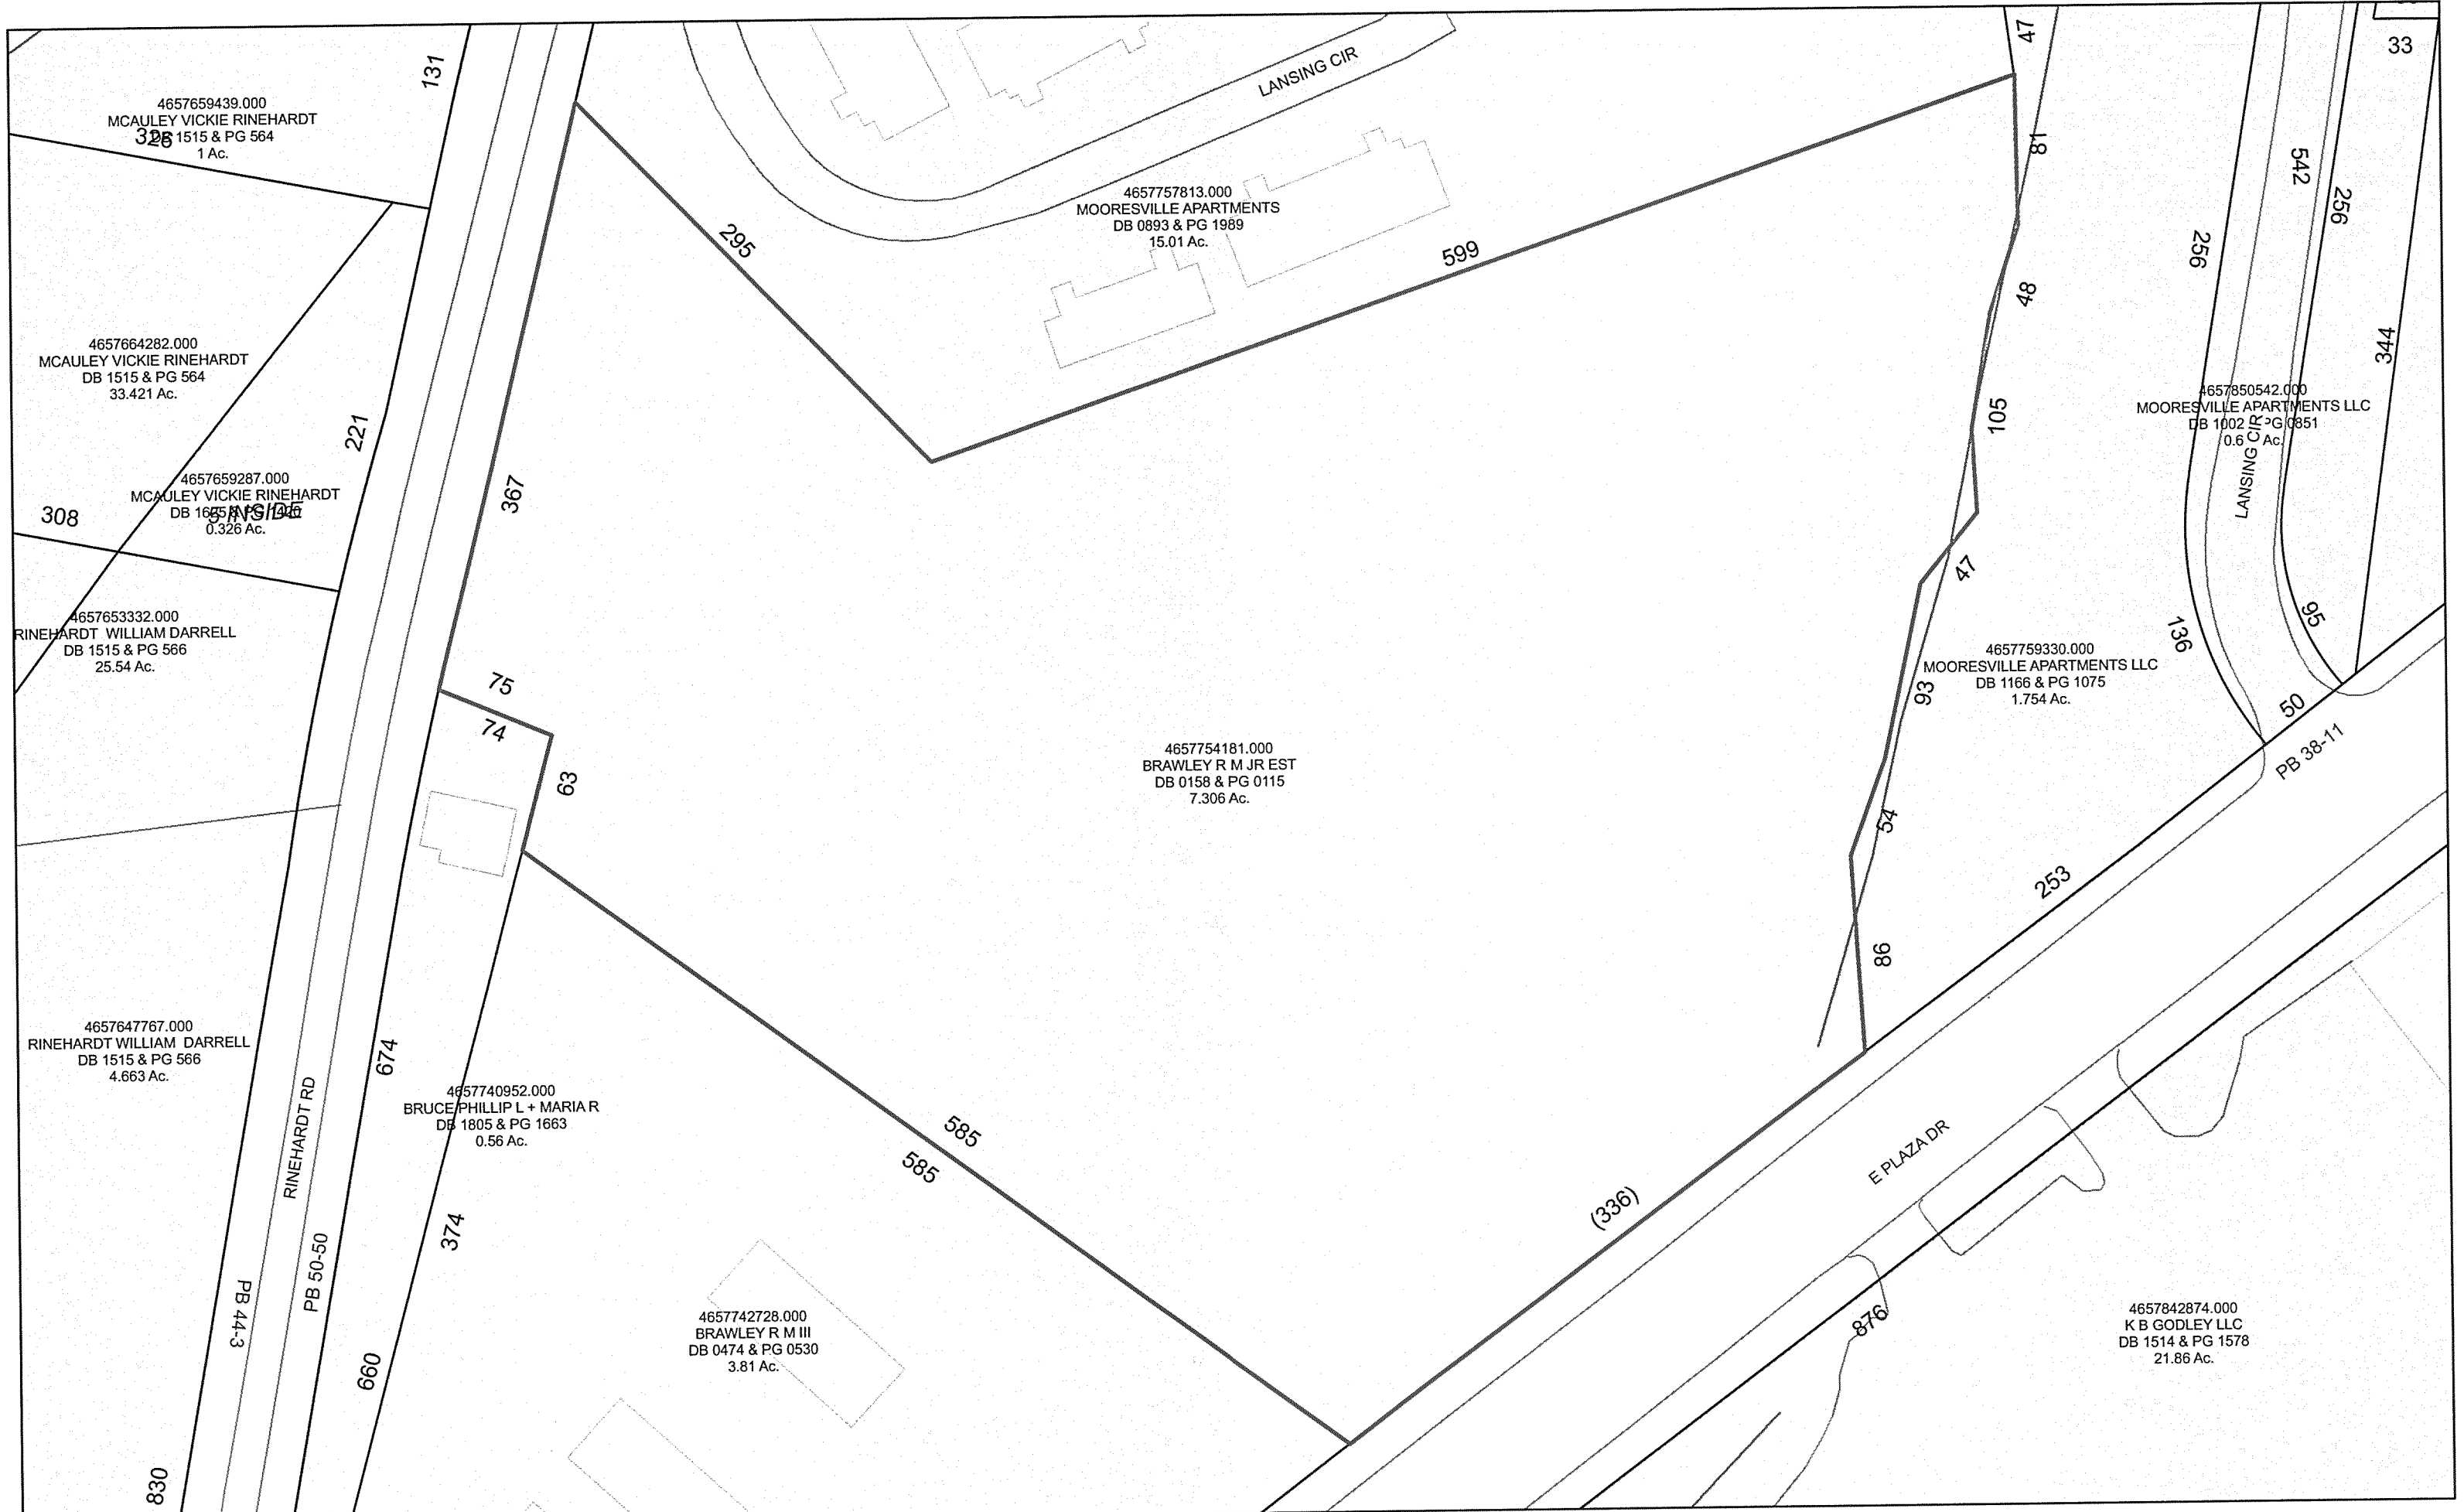 131
4657659439.000
MCAULEY VICKIE RINEHARDT
DB 1515 & PG 564
1 Ac.
326
LANSING CIR
47
33
4657757813.000
MOORESVILLE APARTMENTS
DB 0893 & PG 1989
15.01 Ac.
295
599
81
48
105
542
256
256
344
4657664282.000
MCAULEY VICKIE RINEHARDT
DB 1515 & PG 564
33.421 Ac.
221
367
4657850542.000
MOORESVILLE APARTMENTS LLC
DB 1002 PG 0851
0.6 Ac.
LANSING CIR
4657659287.000
MCAULEY VICKIE RINEHARDT
DB
0.326 Ac.
INSIDE
308
47
4657653332.000
RINEHARDT WILLIAM DARRELL
DB 1515 & PG 566
25.54 Ac.
75
74
63
93
4657759330.000
MOORESVILLE APARTMENTS LLC
DB 1166 & PG 1075
1.754 Ac.
136
95
50
PB 38-11
4657754181.000
BRAWLEY R M JR EST
DB 0158 & PG 0115
7.306 Ac.
54
253
86
4657647767.000
RINEHARDT WILLIAM DARRELL
DB 1515 & PG 566
4.663 Ac.
674
4657740952.000
BRUCE PHILLIP L + MARIA R
DB 1805 & PG 1663
0.56 Ac.
585
585
RINEHARDT RD
E PLAZA DR
(336)
374
PB 50-50
PB 44-3
4657742728.000
BRAWLEY R M III
DB 0474 & PG 0530
3.81 Ac.
660
830
876
4657842874.000
K B GODLEY LLC
DB 1514 & PG 1578
21.86 Ac.